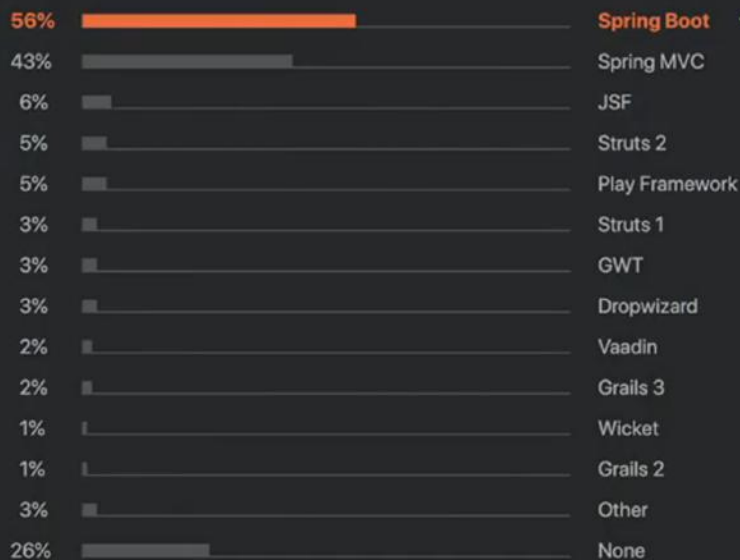 56% Spring Boot
43% Spring MVC
6% JSF
5% Struts 2
5% Play Framework
3% Struts 1
3% GWT
3% Dropwizard
2% Vaadin
2% Grails 3
1% Wicket
1% Grails 2
3% Other
26% None